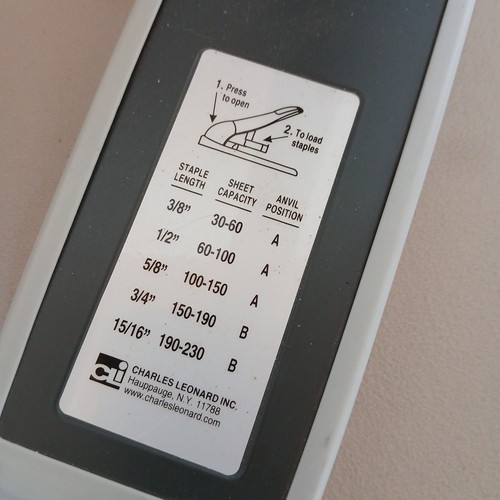 1. Press
to open
2. To load
staples
STAPLE LENGTH SHEET CAPACITY ANVIL POSITION
3/8" 30-60 A
1/2" 60-100 A
5/8" 100-150 A
3/4" 150-190 B
15/16" 190-230 B
CLi
CHARLES LEONARD INC.
Hauppauge, N.Y. 11788
www.charlesleonard.com